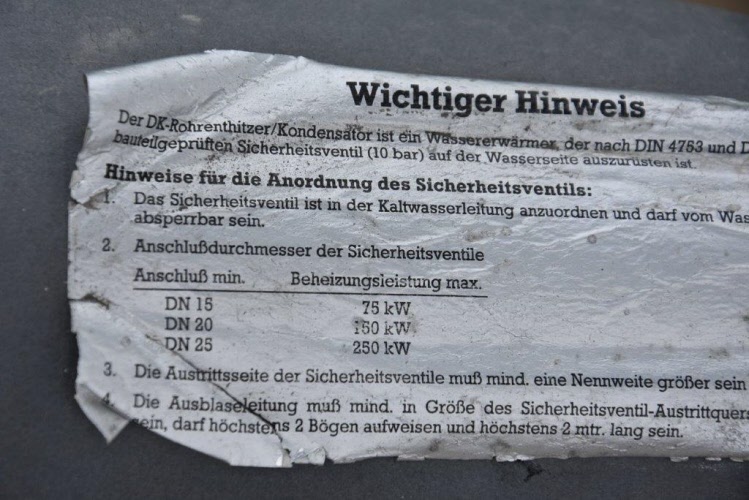 Wichtiger Hinweis
Der DK-Rohrenthitzer/Kondensator ist ein Wassererwärmer, der nach DIN 4753 und D
bauteilgeprüften Sicherheitsventil (10 bar) auf der Wasserseite auszurüsten ist.
Hinweise für die Anordnung des Sicherheitsventils:
1. Das Sicherheitsventil ist in der Kaltwasserleitung anzuordnen und darf vom Was
absperrbar sein.
2. Anschlußdurchmesser der Sicherheitsventile
Anschluß min. Beheizungsleistung max.
DN 15 75 kW
DN 20 150 kW
DN 25 250 kW
3. Die Austrittsseite der Sicherheitsventile muß mind. eine Nennweite größer sein
4. Die Ausblaseleitung muß mind. in Größe des Sicherheitsventil-Austrittquers
sein, darf höchstens 2 Bögen aufweisen und höchstens 2 mtr. lang sein.